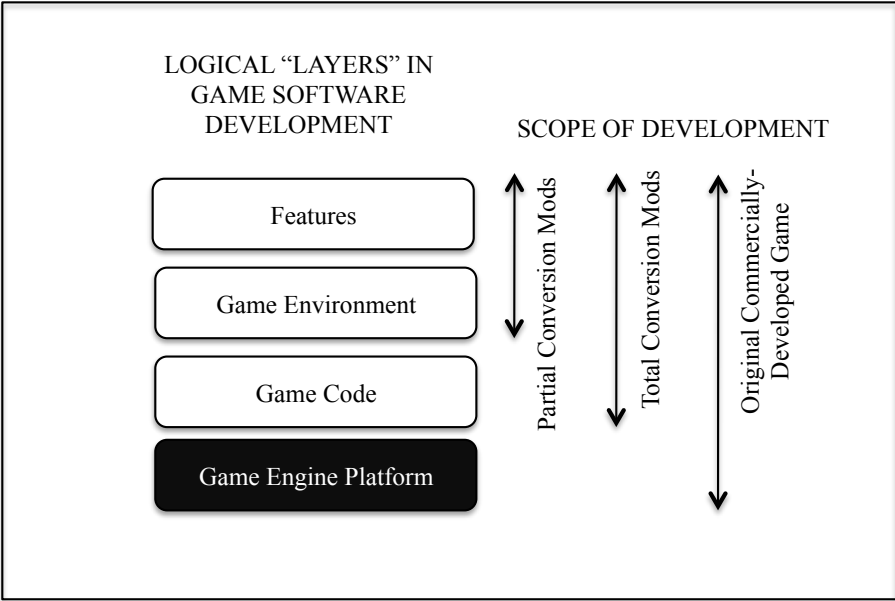 LOGICAL “LAYERS” IN
GAME SOFTWARE
DEVELOPMENT
SCOPE OF DEVELOPMENT
Features
Game Environment
Game Code
Game Engine Platform
Partial Conversion Mods
Total Conversion Mods
Original Commercially-
Developed Game